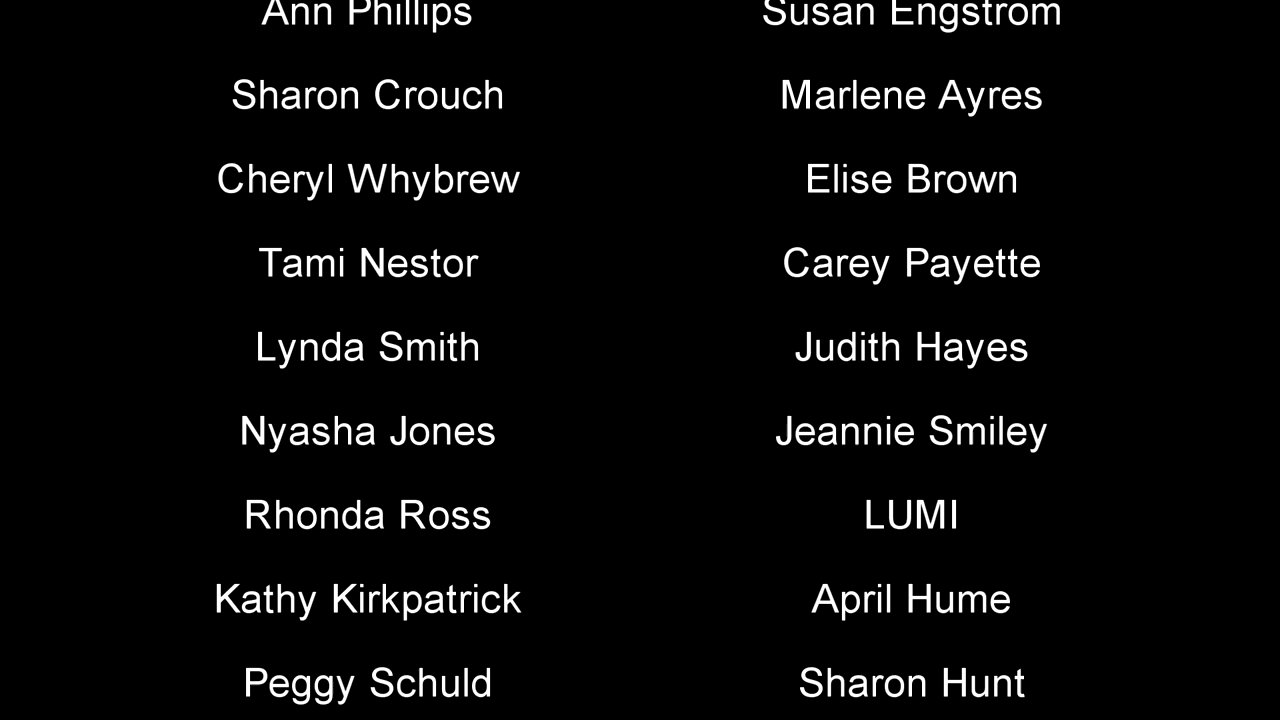 Ann Phillips Susan Engstrom
Sharon Crouch Marlene Ayres
Cheryl Whybrew Elise Brown
Tami Nestor Carey Payette
Lynda Smith Judith Hayes
Nyasha Jones Jeannie Smiley
Rhonda Ross LUMI
Kathy Kirkpatrick April Hume
Peggy Schuld Sharon Hunt